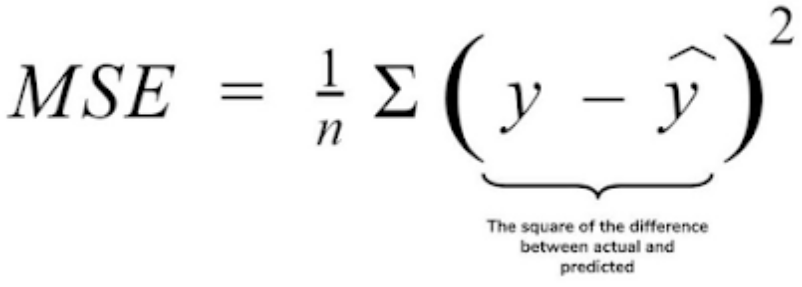 MSE = 1/n Σ (y − ŷ)²
The square of the difference
between actual and
predicted